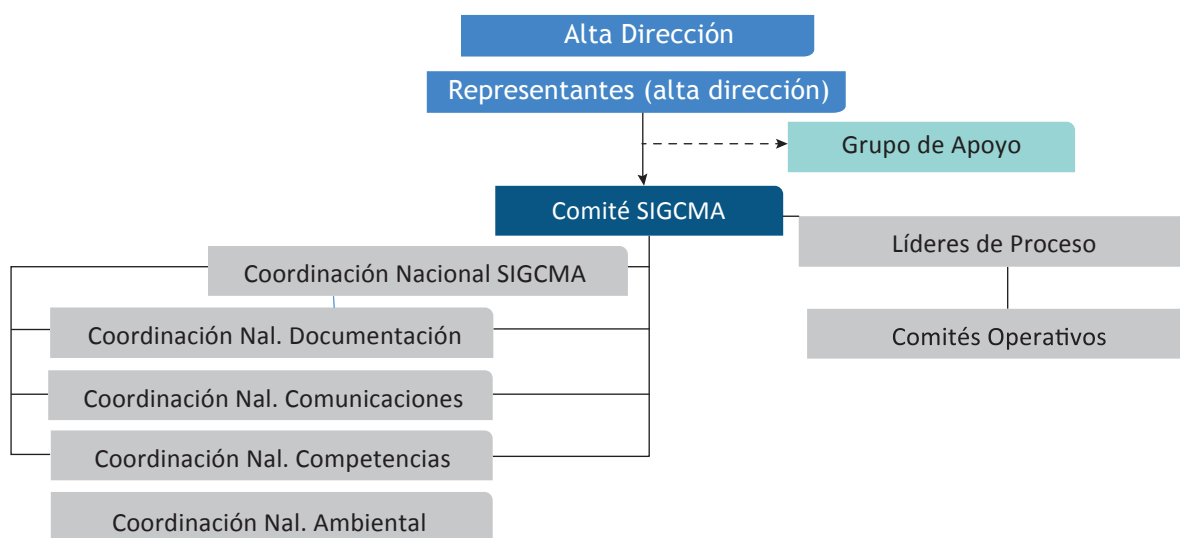 Alta Dirección
Representantes (alta dirección)
Grupo de Apoyo
Comité SIGCMA
Líderes de Proceso
Coordinación Nacional SIGCMA
Coordinación Nal. Documentación
Comités Operativos
Coordinación Nal. Comunicaciones
Coordinación Nal. Competencias
Coordinación Nal. Ambiental